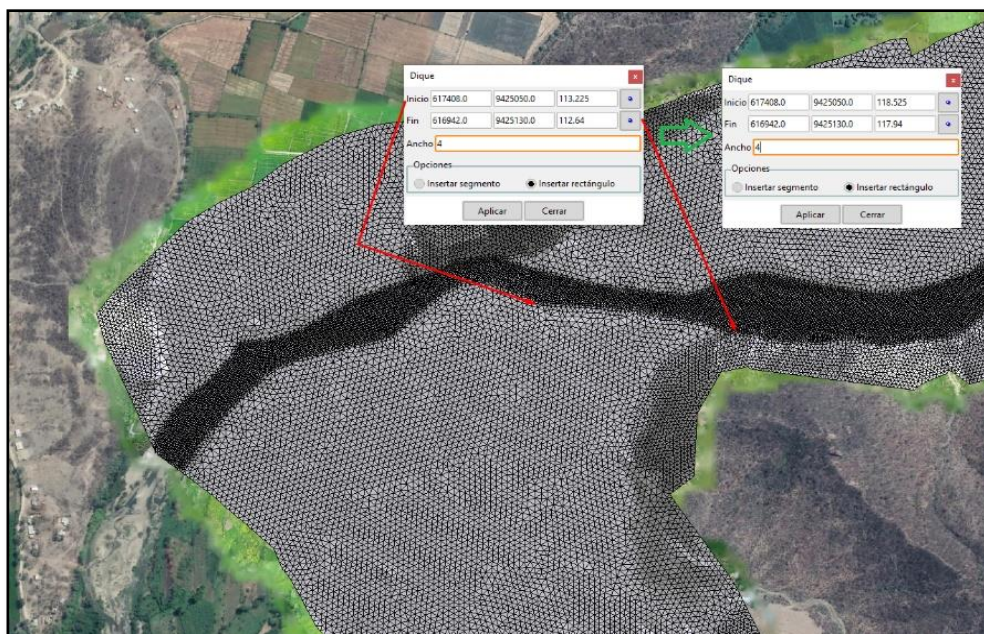 Dique
Inicio 617408.0 9425050.0 113.225
Fin 616942.0 9425130.0 112.64
Ancho 4
Opciones
Insertar segmento Insertar rectángulo
Aplicar Cerrar
Dique
Inicio 617408.0 9425050.0 118.525
Fin 616942.0 9425130.0 117.94
Ancho 4
Opciones
Insertar segmento Insertar rectángulo
Aplicar Cerrar